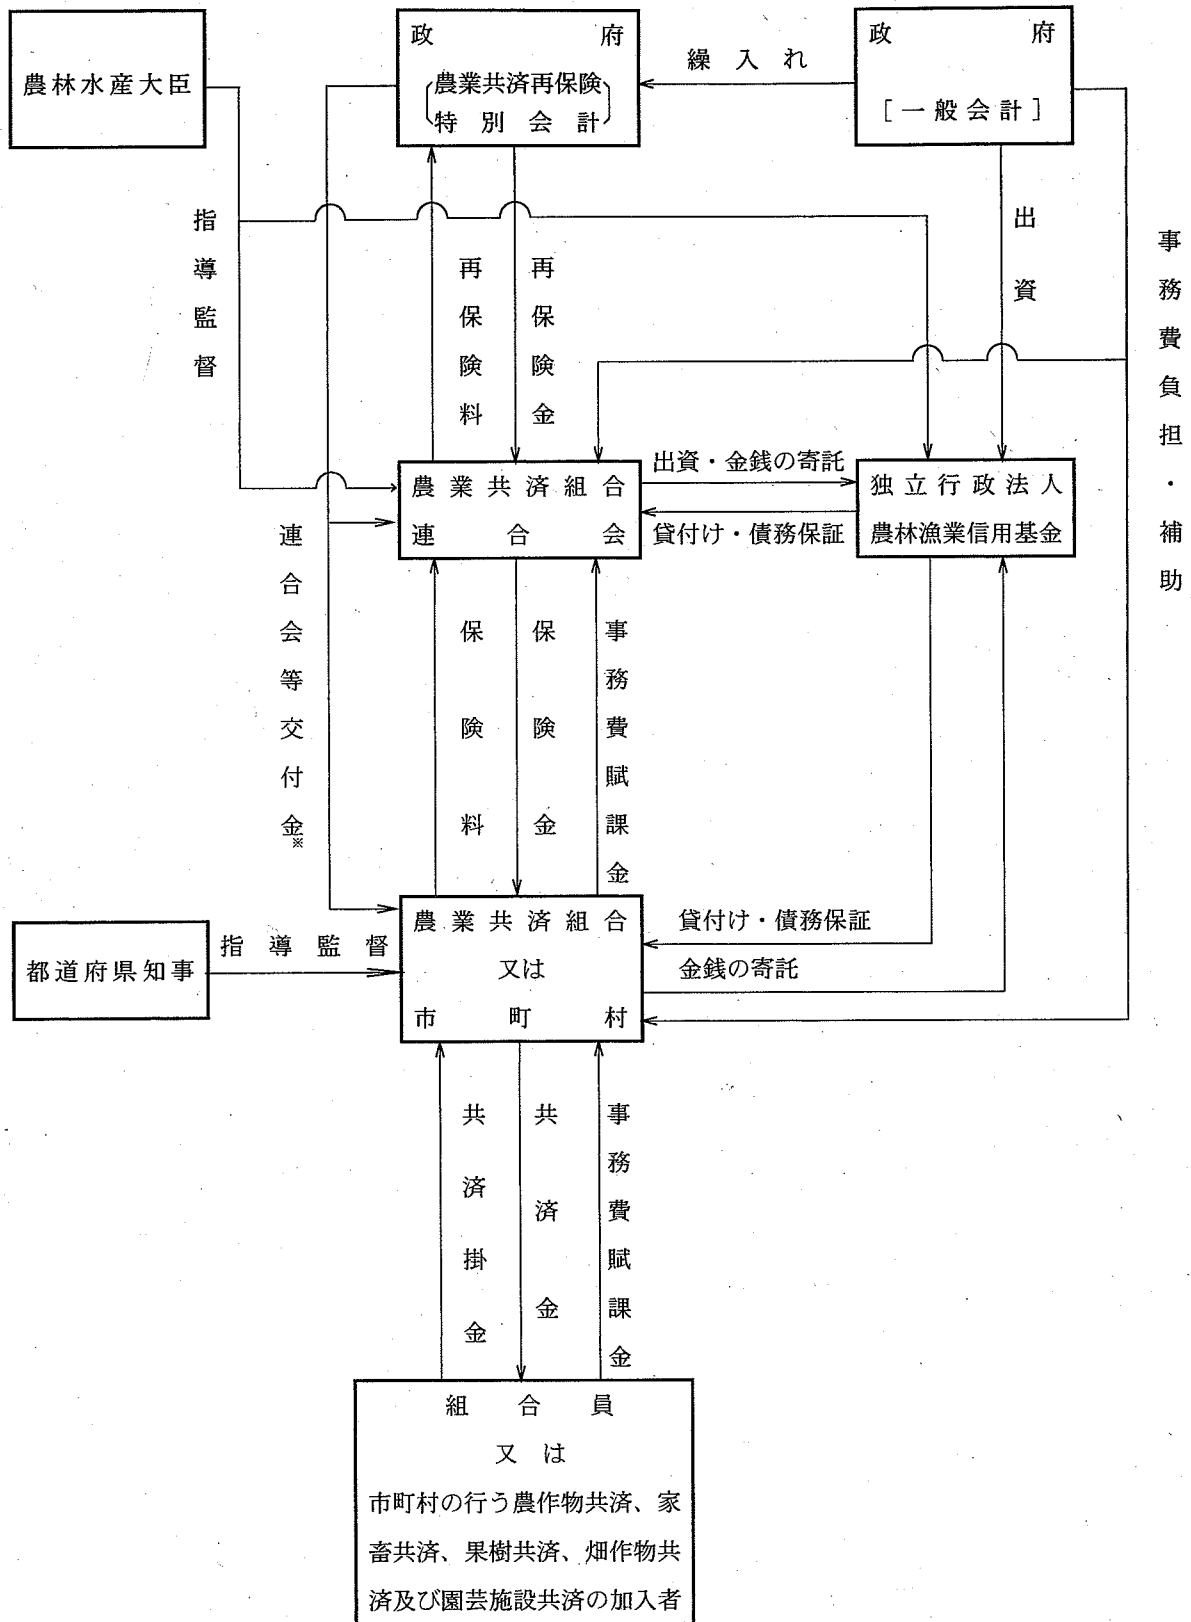 農林水産大臣
政府
農業共済再保険
特別会計
繰入れ
政府
[一般会計]
指導監督
再保険料
再保険金
出資
事務費負担・補助
農業共済組合
連合会
出資・金銭の寄託
貸付け・債務保証
独立行政法人
農林漁業信用基金
連合会等交付金※
保険料
保険金
事務費賦課金
都道府県知事
指導監督
農業共済組合
又は
市町村
貸付け・債務保証
金銭の寄託
共済掛金
共済金
事務費賦課金
組合員
又は
市町村の行う農作物共済、家
畜共済、果樹共済、畑作物共
済及び園芸施設共済の加入者